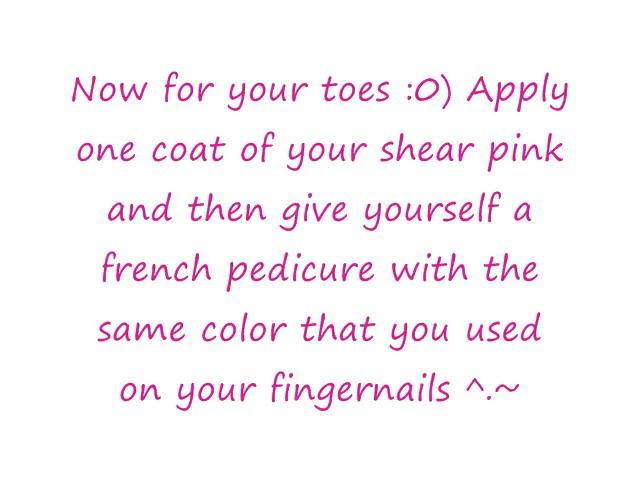 Now for your toes :O) Apply
one coat of your shear pink
and then give yourself a
french pedicure with the
same color that you used
on your fingernails ^.~